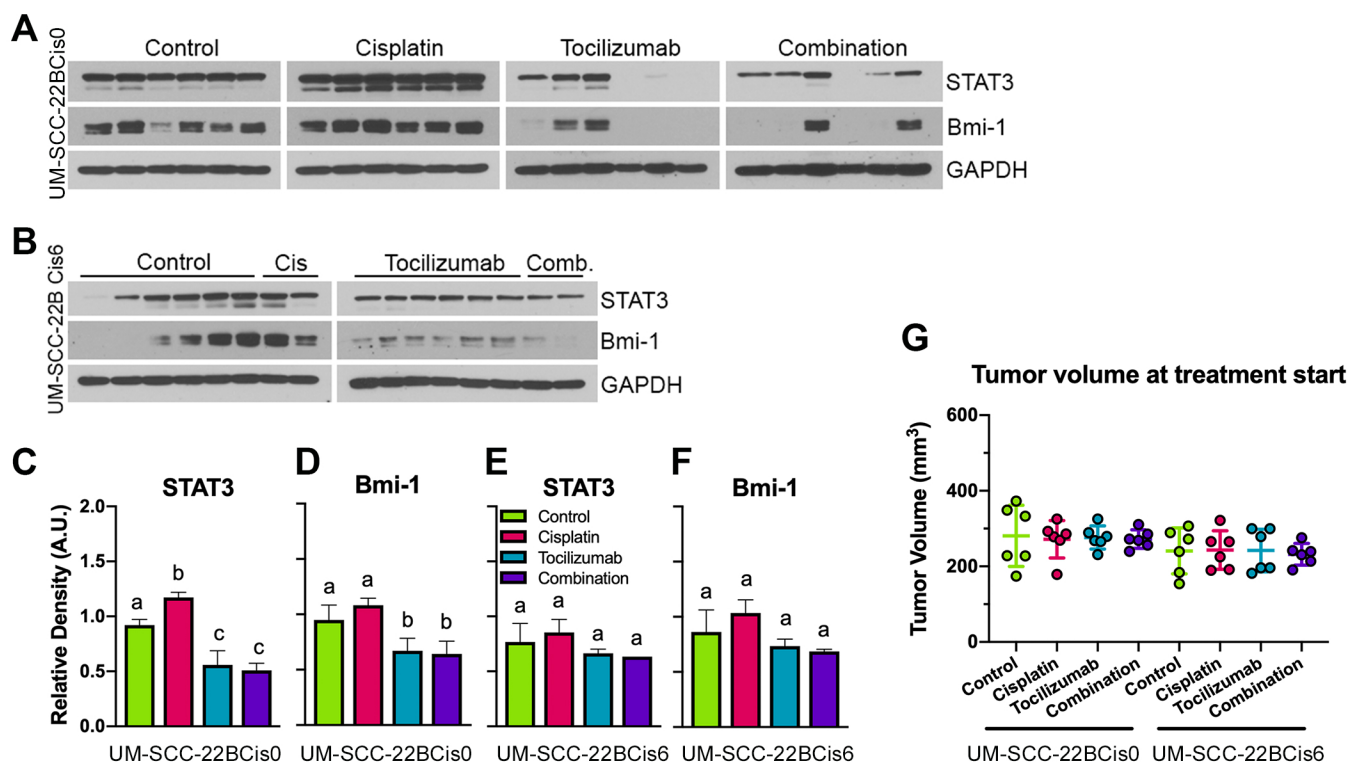 A
UM-SCC-22BCis0
Control Cisplatin Tocilizumab Combination
STAT3
Bmi-1
GAPDH
B
UM-SCC-22B Cis6
Control Cis Tocilizumab Comb.
STAT3
Bmi-1
GAPDH
C
STAT3
Relative Density (A.U.)
2.0
1.5
1.0
0.5
0.0
a b c c
UM-SCC-22BCis0
D
Bmi-1
a a b b
UM-SCC-22BCis0
E
STAT3
Control
Cisplatin
Tocilizumab
Combination
a a a a
UM-SCC-22BCis6
F
Bmi-1
a a a a
UM-SCC-22BCis6
G
Tumor volume at treatment start
Tumor Volume (mm³)
600
400
200
0
Control Cisplatin Tocilizumab Combination Control Cisplatin Tocilizumab Combination
UM-SCC-22BCis0 UM-SCC-22BCis6